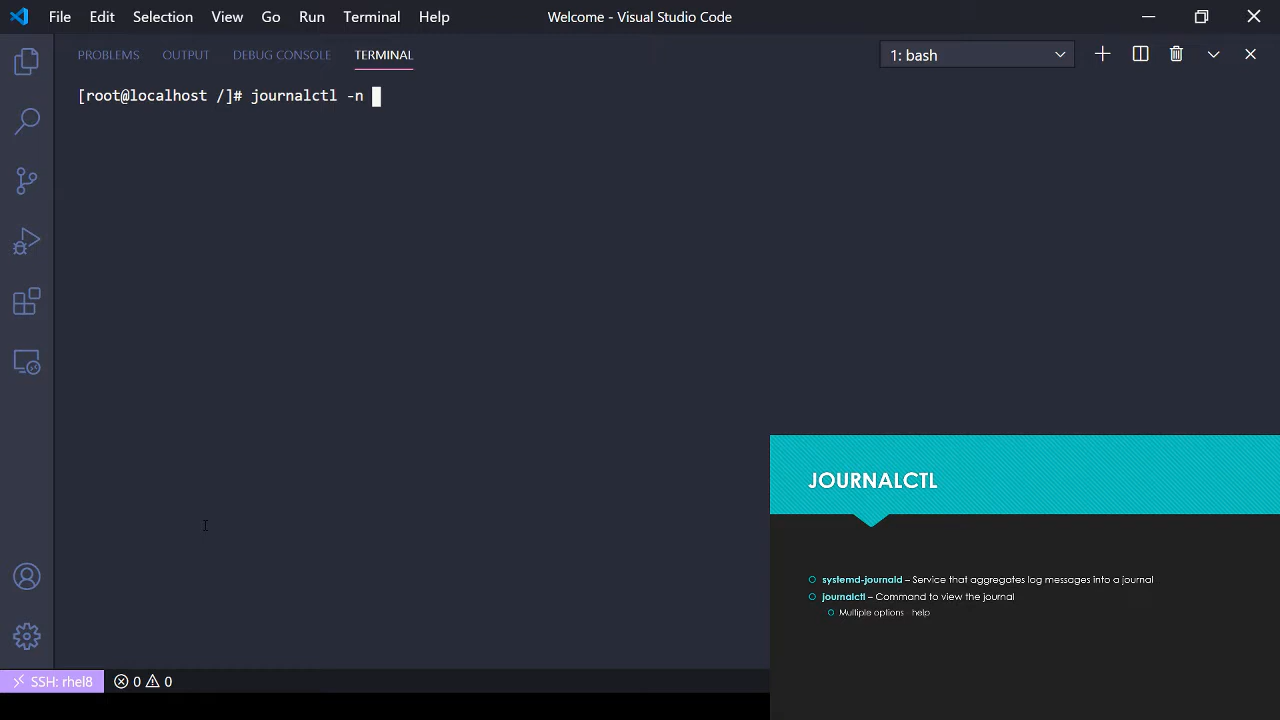 File Edit Selection View Go Run Terminal Help Welcome - Visual Studio Code
PROBLEMS OUTPUT DEBUG CONSOLE TERMINAL 1: bash
[root@localhost /]# journalctl -n
JOURNALCTL
systemd-journald – Service that aggregates log messages into a journal
journalctl – Command to view the journal
Multiple options help
SSH: rhel8 0 0